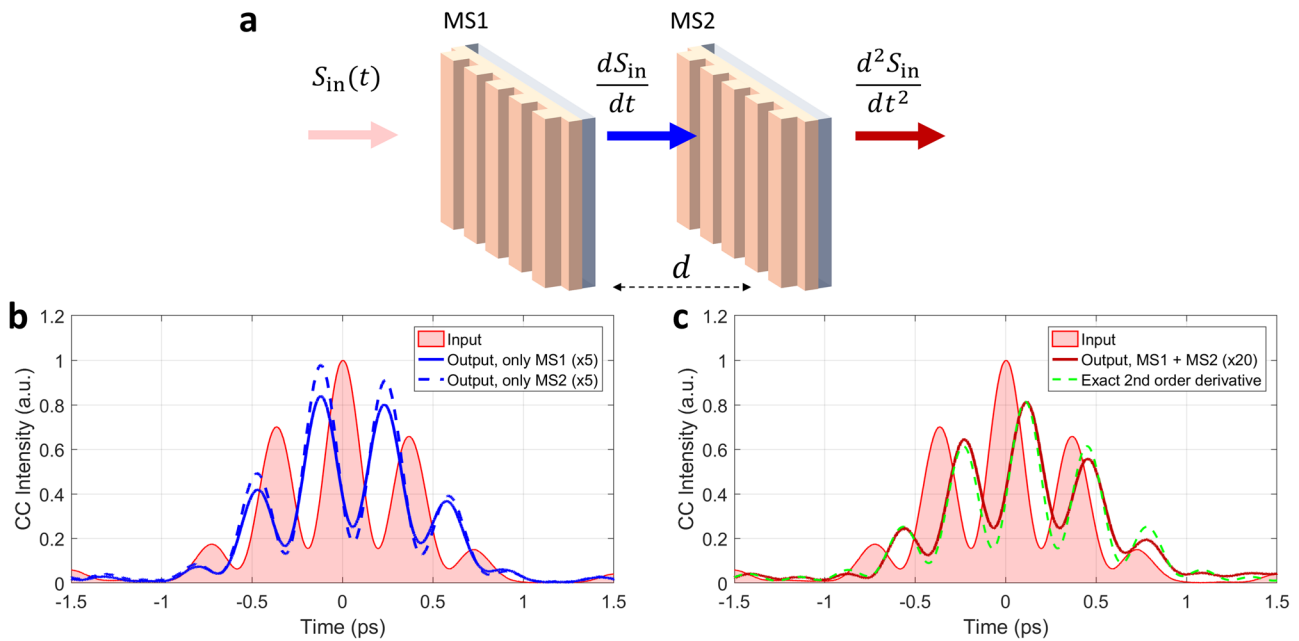 a
MS1 MS2
S_in(t)
dS_in/dt
d²S_in/dt²
d
b
1.2
1
0.8
0.6
0.4
0.2
0
CC Intensity (a.u.)
Input
Output, only MS1 (x5)
Output, only MS2 (x5)
-1.5 -1 -0.5 0 0.5 1 1.5
Time (ps)
c
1.2
1
0.8
0.6
0.4
0.2
0
CC Intensity (a.u.)
Input
Output, MS1 + MS2 (x20)
Exact 2nd order derivative
-1.5 -1 -0.5 0 0.5 1 1.5
Time (ps)